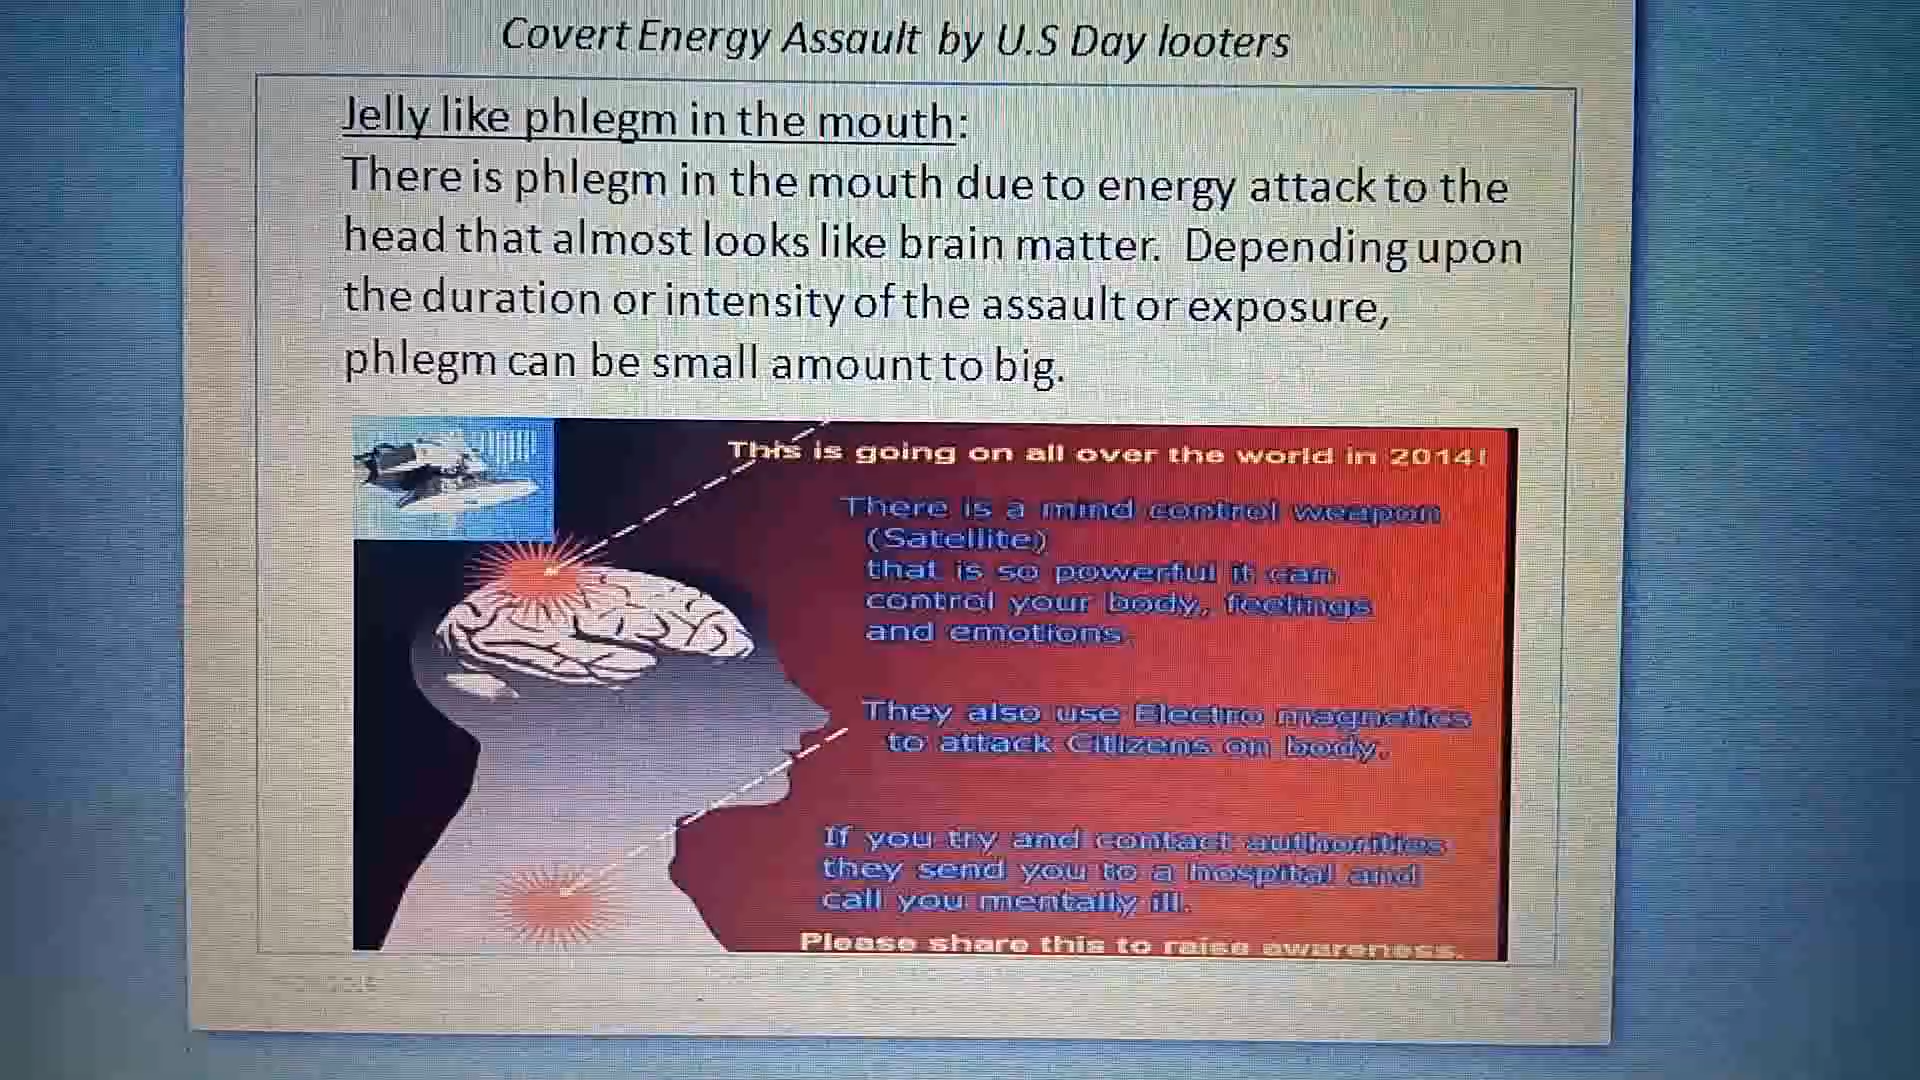 Covert Energy Assault by U.S Day looters
Jelly like phlegm in the mouth:
There is phlegm in the mouth due to energy attack to the
head that almost looks like brain matter. Depending upon
the duration or intensity of the assault or exposure,
phlegm can be small amount to big.
This is going on all over the world in 2014!
There is a mind control weapon
(Satellite)
that is so powerful it can
control your body, feelings
and emotions.
They also use Electro magnetics
to attack Citizens on body.
If you try and contact authorities
they send you to a hospital and
call you mentally ill.
Please share this to raise awareness.